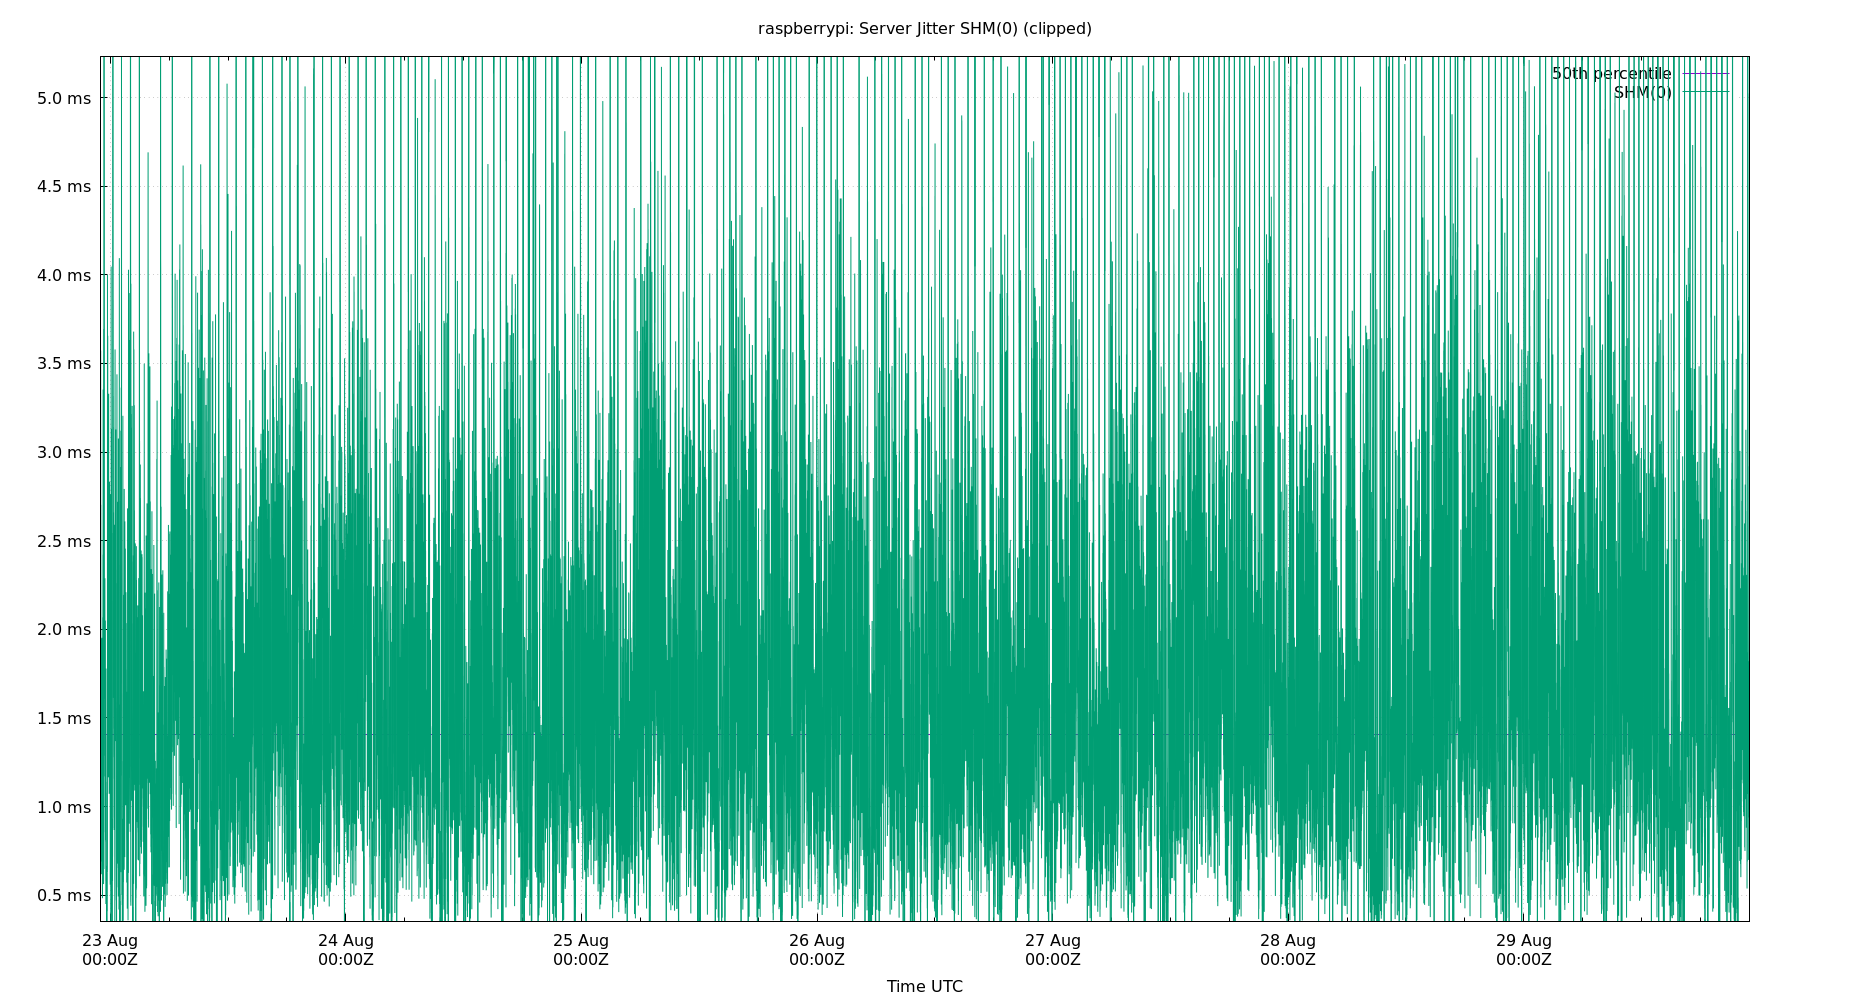 raspberrypi: Server Jitter SHM(0) (clipped)
50th percentile
SHM(0)
5.0 ms
4.5 ms
4.0 ms
3.5 ms
3.0 ms
2.5 ms
2.0 ms
1.5 ms
1.0 ms
0.5 ms
23 Aug 24 Aug 25 Aug 26 Aug 27 Aug 28 Aug 29 Aug
00:00Z 00:00Z 00:00Z 00:00Z 00:00Z 00:00Z 00:00Z
Time UTC